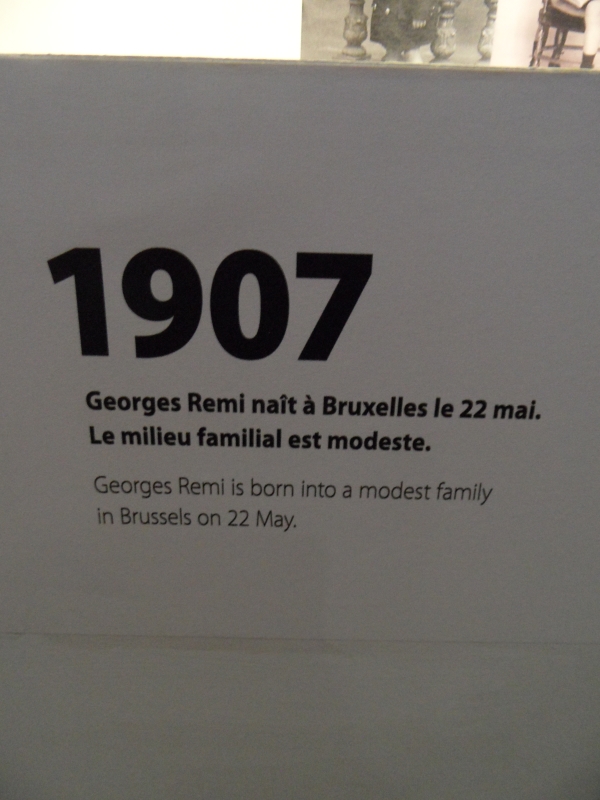 1907
Georges Remi naît à Bruxelles le 22 mai.
Le milieu familial est modeste.
Georges Remi is born into a modest family
in Brussels on 22 May.